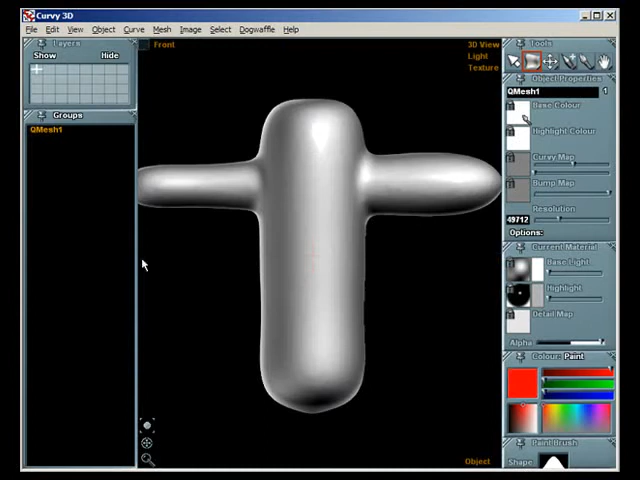 Curvy 3D
File Edit View Object Curve Mesh Image Select Dogwaffle Help
Layers
Show Hide
Groups
QMesh1
Front
3D View
Light
Texture
Object
Tools
Object Properties
QMesh1 1
Base Colour
Highlight Colour
Curvy Map
Bump Map
Resolution
49712
Options:
Current Material
Base Light
Highlight
Detail Map
Alpha
Colour: Paint
Paint Brush
Shape